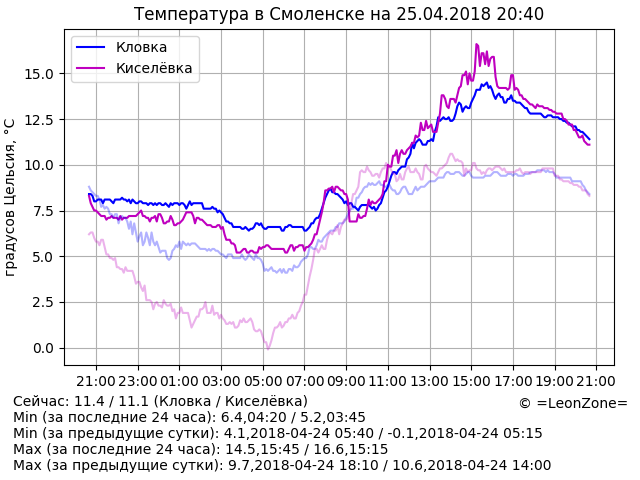 Температура в Смоленске на 25.04.2018 20:40
Кловка
Киселёвка
градусов Цельсия, °C
15.0
12.5
10.0
7.5
5.0
2.5
0.0
21:00 23:00 01:00 03:00 05:00 07:00 09:00 11:00 13:00 15:00 17:00 19:00 21:00
Сейчас: 11.4 / 11.1 (Кловка / Киселёвка)
© =LeonZone=
Min (за последние 24 часа): 6.4,04:20 / 5.2,03:45
Min (за предыдущие сутки): 4.1,2018-04-24 05:40 / -0.1,2018-04-24 05:15
Max (за последние 24 часа): 14.5,15:45 / 16.6,15:15
Max (за предыдущие сутки): 9.7,2018-04-24 18:10 / 10.6,2018-04-24 14:00